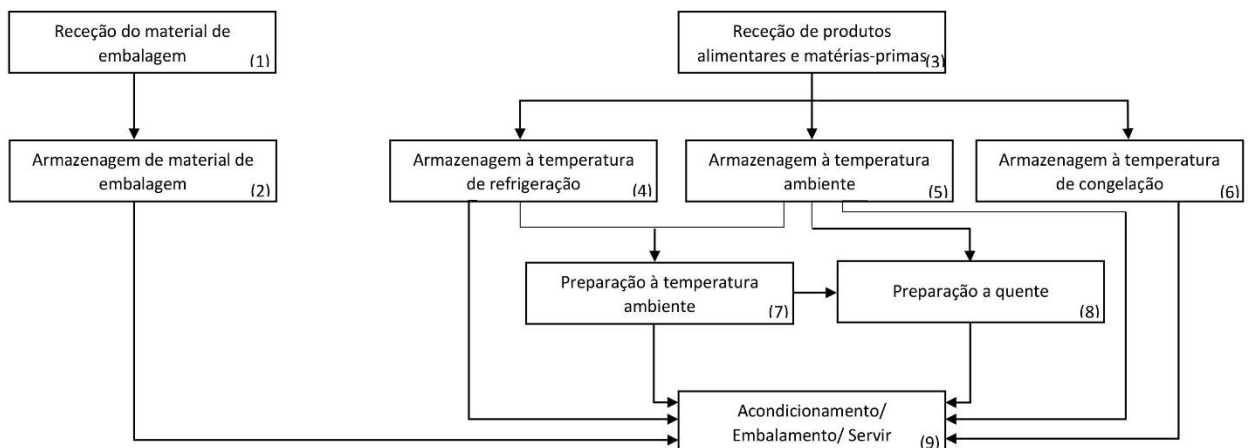 Receção do material de
embalagem
(1)
Receção de produtos
alimentares e matérias-primas
(3)
Armazenagem de material de
embalagem
(2)
Armazenagem à temperatura
de refrigeração
(4)
Armazenagem à temperatura
ambiente
(5)
Armazenagem à temperatura
de congelação
(6)
Preparação à temperatura
ambiente
(7)
Preparação a quente
(8)
Acondicionamento/
Embalamento/ Servir
(9)